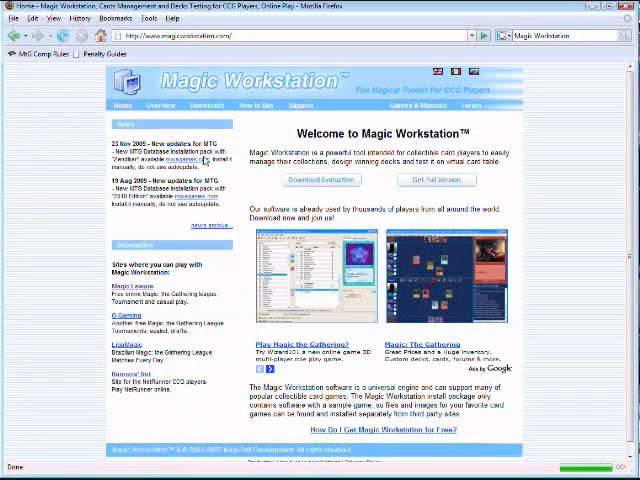 Home - Magic Workstation, Cards Management and Decks Testing for CCG Players, Online Play - Mozilla Firefox
File Edit View History Bookmarks Tools Help
http://www.magicworkstation.com/
Magic Workstation
MtG Comp Rules Penalty Guides
Magic Workstation™
The Magical Toolkit For CCG Players
Home Overview Downloads How to Buy Support Games & Manuals Forum
News
23 Nov 2009 - New updates for MTG
- New MTG Database installation pack with
"Zendikar" available mwsgames.com. Install it
manually, do not use autoupdate.
19 Aug 2009 - New updates for MTG
- New MTG Database installation pack with
"2010 Edition" available mwsgames.com
Install it manually, do not use autoupdate.
news archive...
Informative
Sites where you can play with
Magic Workstation:
Magic League
Free online Magic: the Gathering league.
Tournament and casual play.
O-Gaming
Another free Magic: the Gathering
Tournaments, sealed, drafts.
LigaMagic
Brazilian Magic: the Gathering League
Matches Every Day.
Runners' Net
Site for the NetRunner CCG players.
Play NetRunner online.
Welcome to Magic Workstation™
Magic Workstation™ is a powerful tool intended for collectible card game players to easily
manage their collections, design winning decks and test it on virtual card table.
Download Evaluation
Get Full Version
Our software is already used by thousands of players from all around the world.
Download now and join us!
Play Magic the Gathering?
Try Wizard101 a new online game 3D
multi-player role play game.
Magic: The Gathering
Great Prices and a Huge Inventory.
Custom decks, cards, forums & more.
Ads by Google
The Magic Workstation software is a universal engine and can support many of
popular collectible card games. The Magic Workstation install package only
contains software with a sample game, so files and images for your favorite card
games can be found and installed separately from third party sites.
How Do I Get Magic Workstation for Free?
Magic Workstation™ & © 2002-2007 Magi-Soft Development. All rights reserved.
Done